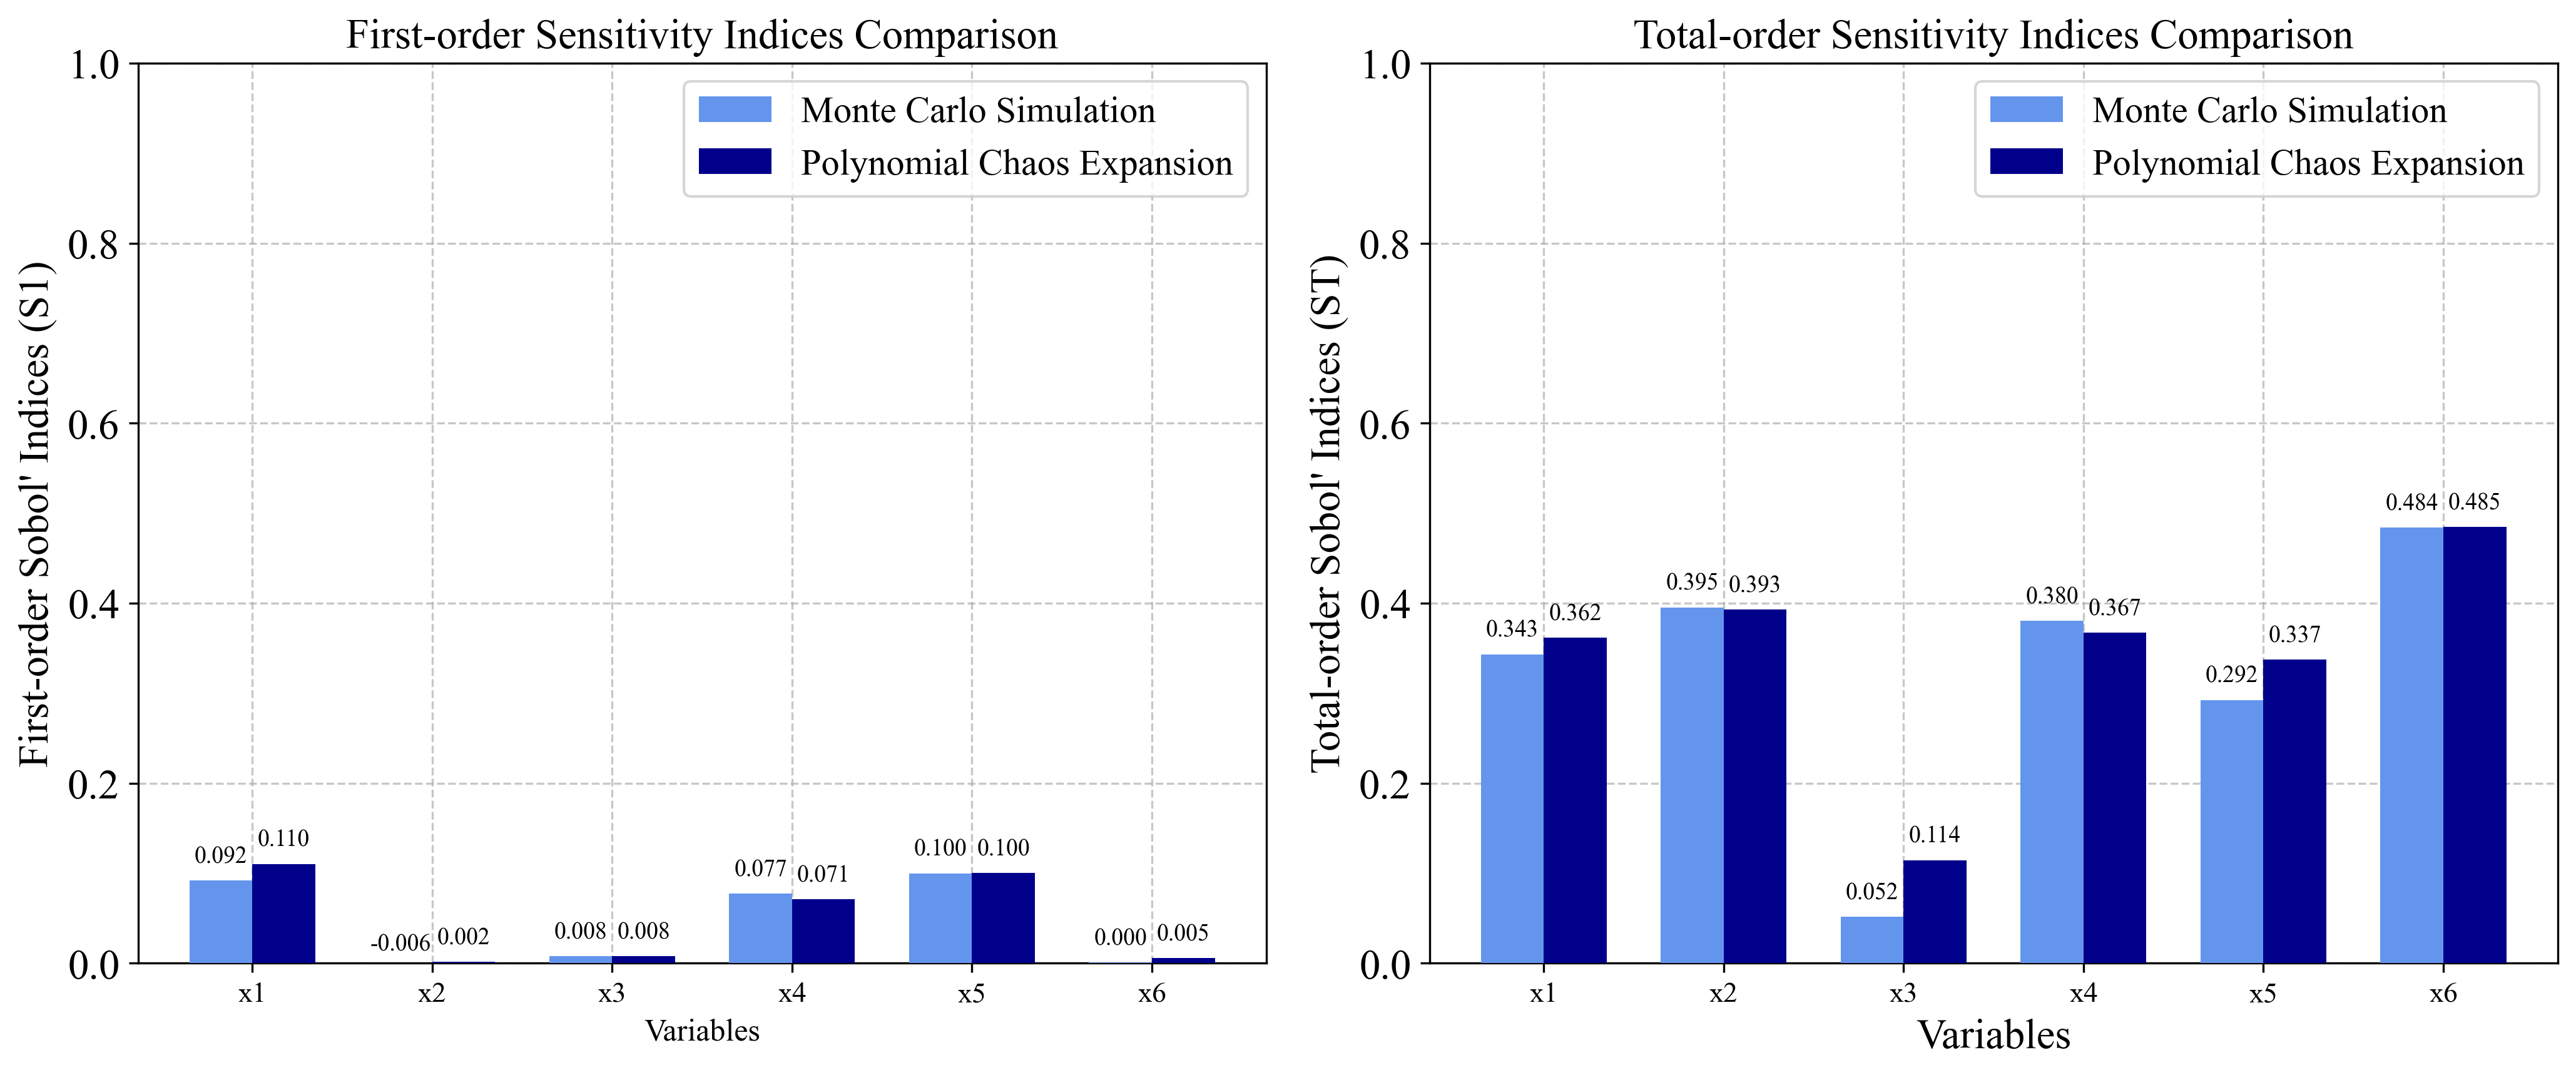 First-order Sensitivity Indices Comparison
First-order Sobol' Indices (S1)
1.0
0.8
0.6
0.4
0.2
0.0
Monte Carlo Simulation
Polynomial Chaos Expansion
0.092 0.110
-0.006 0.002
0.008 0.008
0.077 0.071
0.100 0.100
0.000 0.005
x1 x2 x3 x4 x5 x6
Variables
Total-order Sensitivity Indices Comparison
Total-order Sobol' Indices (ST)
1.0
0.8
0.6
0.4
0.2
0.0
Monte Carlo Simulation
Polynomial Chaos Expansion
0.343 0.362
0.395 0.393
0.052 0.114
0.380 0.367
0.292 0.337
0.484 0.485
x1 x2 x3 x4 x5 x6
Variables